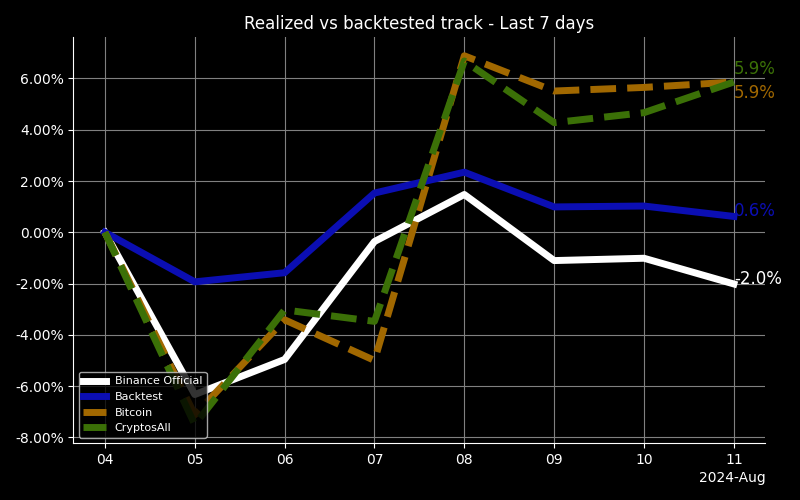 Realized vs backtested track - Last 7 days
6.00%
4.00%
2.00%
0.00%
-2.00%
-4.00%
-6.00%
-8.00%
5.9%
5.9%
0.6%
-2.0%
Binance Official
Backtest
Bitcoin
CryptosAll
04 05 06 07 08 09 10 11
2024-Aug